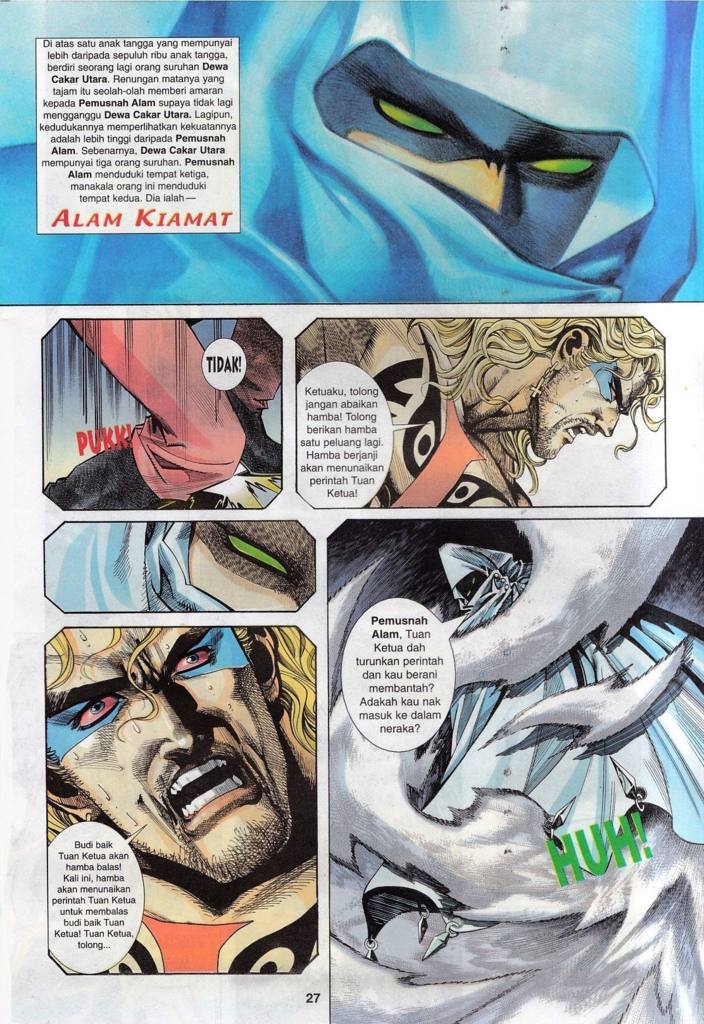 Di atas satu anak tangga yang mempunyai
lebih daripada sepuluh ribu anak tangga,
berdiri seorang lagi orang suruhan Dewa
Cakar Utara. Renungan matanya yang
tajam itu seolah-olah memberi amaran
kepada Pemusnah Alam supaya tidak lagi
mengganggu Dewa Cakar Utara. Lagipun,
kedudukannya memperlihatkan kekuatannya
adalah lebih tinggi daripada Pemusnah
Alam. Sebenarnya, Dewa Cakar Utara
mempunyai tiga orang suruhan. Pemusnah
Alam menduduki tempat ketiga,
manakala orang ini menduduki
tempat kedua. Dia ialah—
ALAM KIAMAT
TIDAK!
PUKK!
Ketuaku, tolong
jangan abaikan
hamba! Tolong
berikan hamba
satu peluang lagi.
Hamba berjanji
akan menunaikan
perintah Tuan
Ketua!
Pemusnah
Alam, Tuan
Ketua dah
turunkan perintah
dan kau berani
membantah?
Adakah kau nak
masuk ke dalam
neraka?
HUH!
Budi baik
Tuan Ketua akan
hamba balas!
Kali ini, hamba
akan menunaikan
perintah Tuan Ketua
untuk membalas
budi baik Tuan
Ketua! Tuan Ketua,
tolong...
27